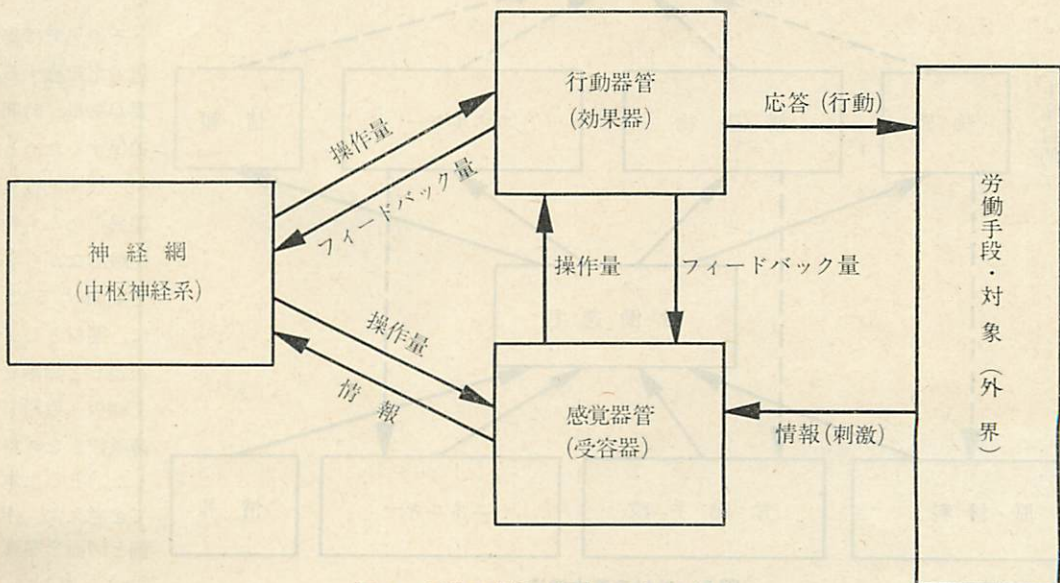 行動器管
(効果器)
応答 (行動)
操作量
フィードバック量
神経網
(中枢神経系)
操作量
フィードバック量
労働手段・対象(外界)
操作量
情報
感覚器管
(受容器)
情報(刺激)